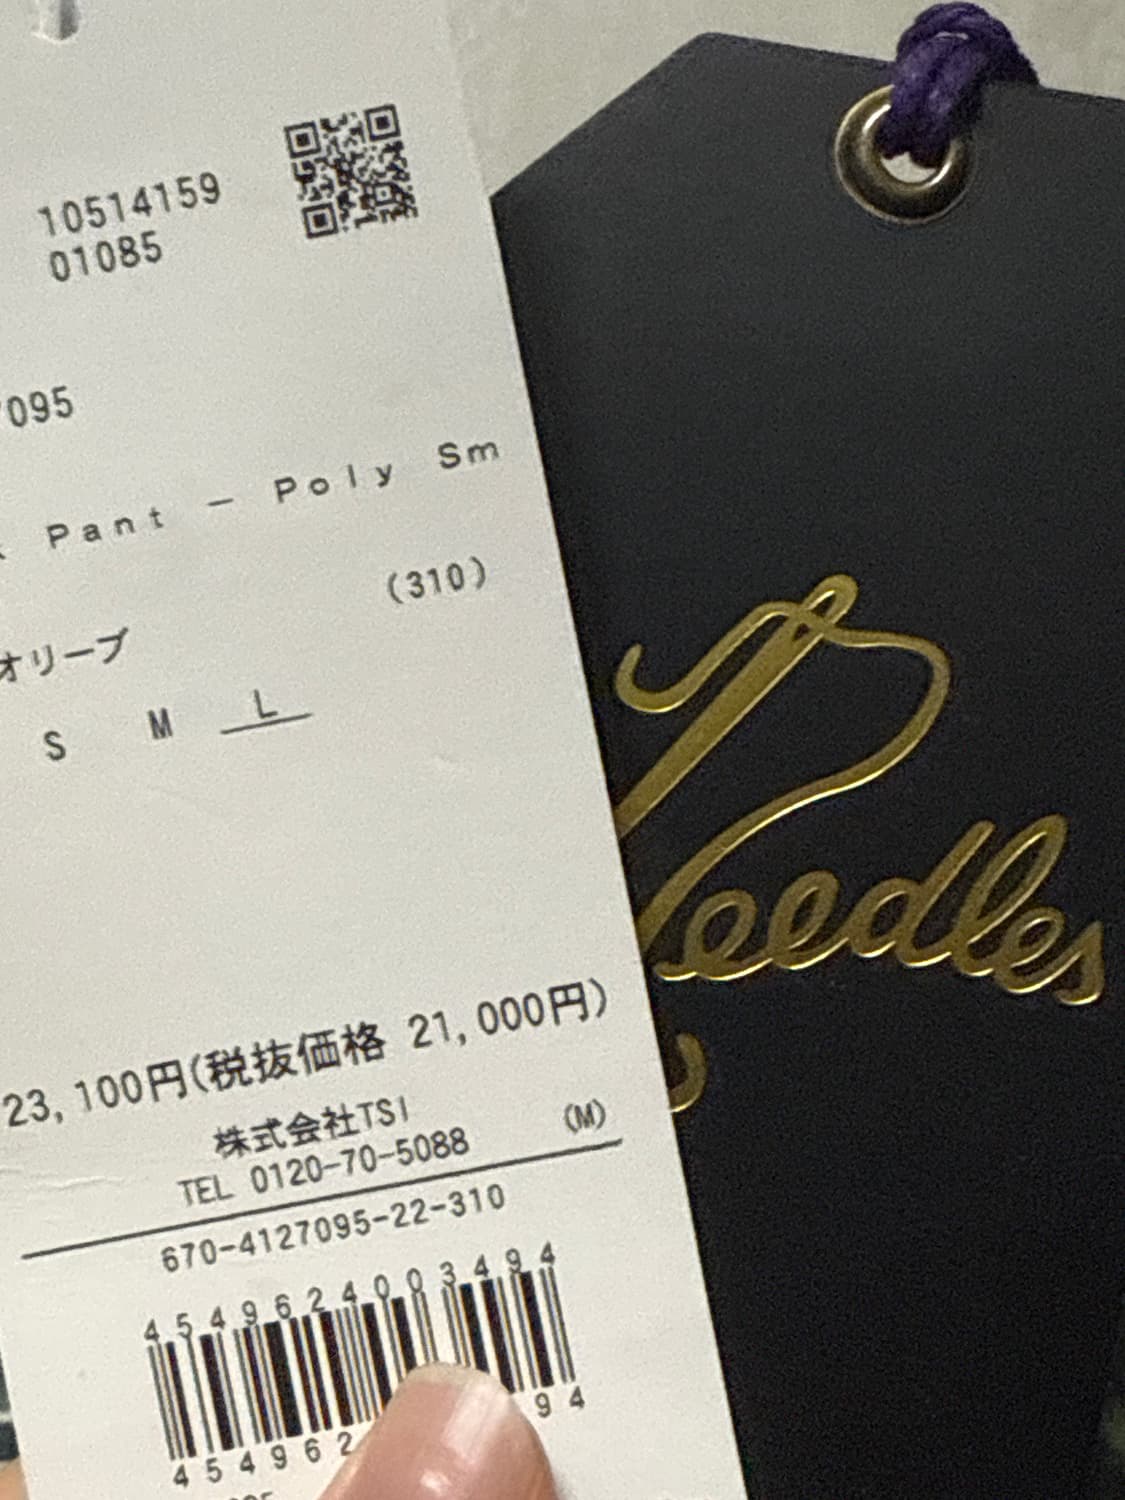 10514159
01085
7095
Pant - Poly Sm
(310)
オリーブ
S M L
23,100円(税抜価格 21,000円)
株式会社TSI
(M)
TEL 0120-70-5088
670-4127095-22-310
4549624003494
454962
94
Needles